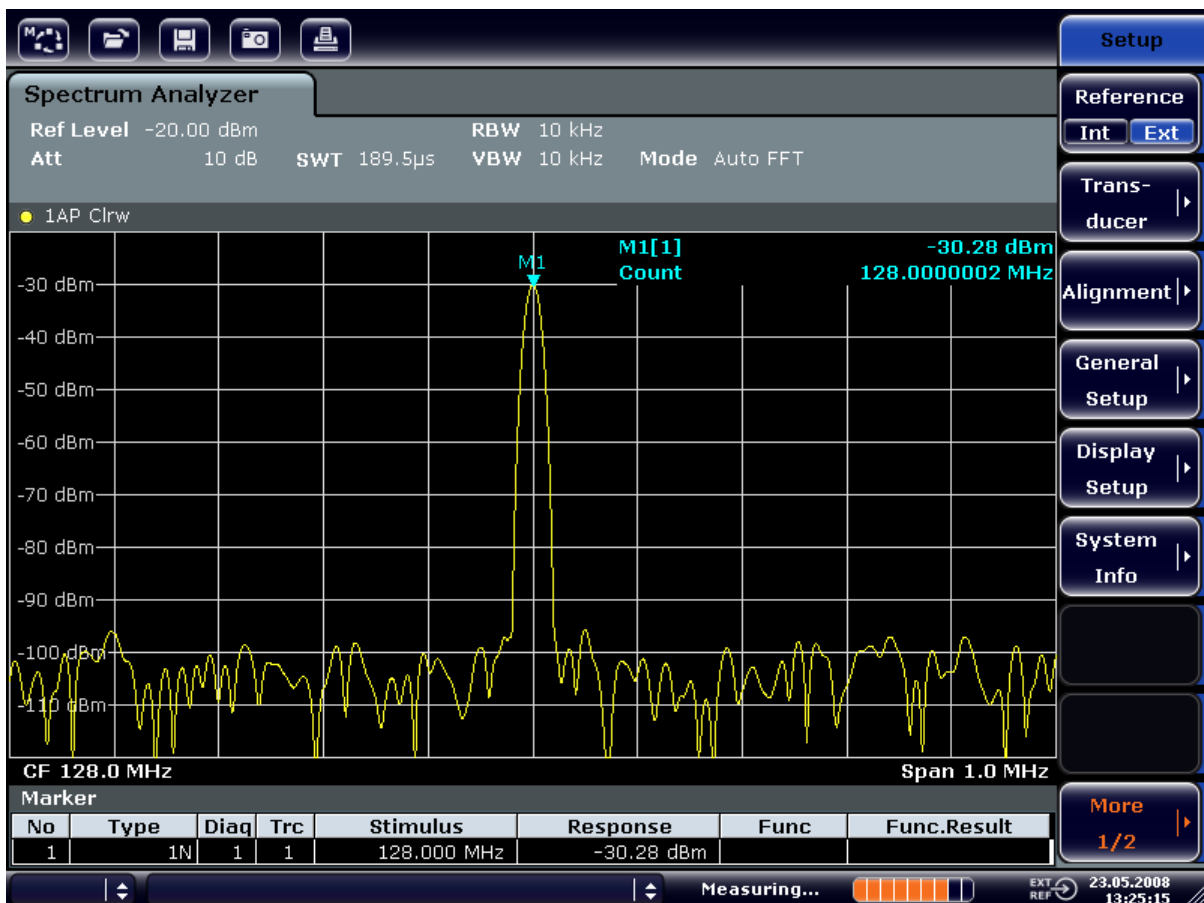 M
Setup
Spectrum Analyzer
Ref Level -20.00 dBm RBW 10 kHz
Att 10 dB SWT 189.5µs VBW 10 kHz Mode Auto FFT
1AP Clrw
M1[1] -30.28 dBm
Count 128.0000002 MHz
M1
-30 dBm
-40 dBm
-50 dBm
-60 dBm
-70 dBm
-80 dBm
-90 dBm
-100 dBm
-110 dBm
CF 128.0 MHz Span 1.0 MHz
Marker
No Type Diaq Trc Stimulus Response Func Func.Result
1 1N 1 1 128.000 MHz -30.28 dBm
Measuring...
EXT REF
23.05.2008
13:25:15
Reference
Int Ext
Trans-
ducer
Alignment
General
Setup
Display
Setup
System
Info
More
1/2